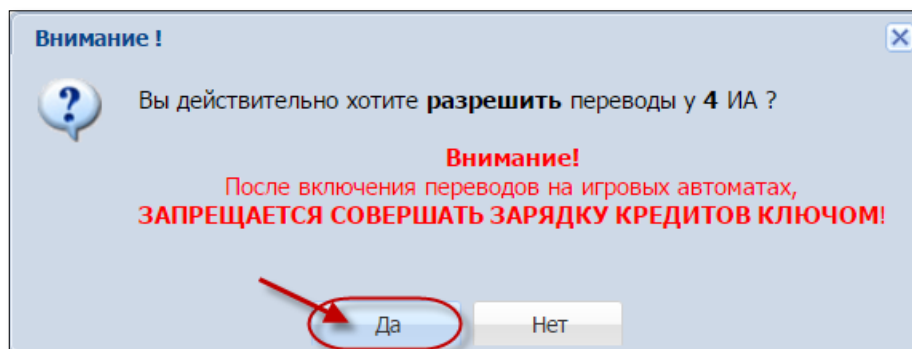 Внимание !
Вы действительно хотите разрешить переводы у 4 ИА ?
Внимание!
После включения переводов на игровых автоматах,
ЗАПРЕЩАЕТСЯ СОВЕРШАТЬ ЗАРЯДКУ КРЕДИТОВ КЛЮЧОМ!
Да Нет